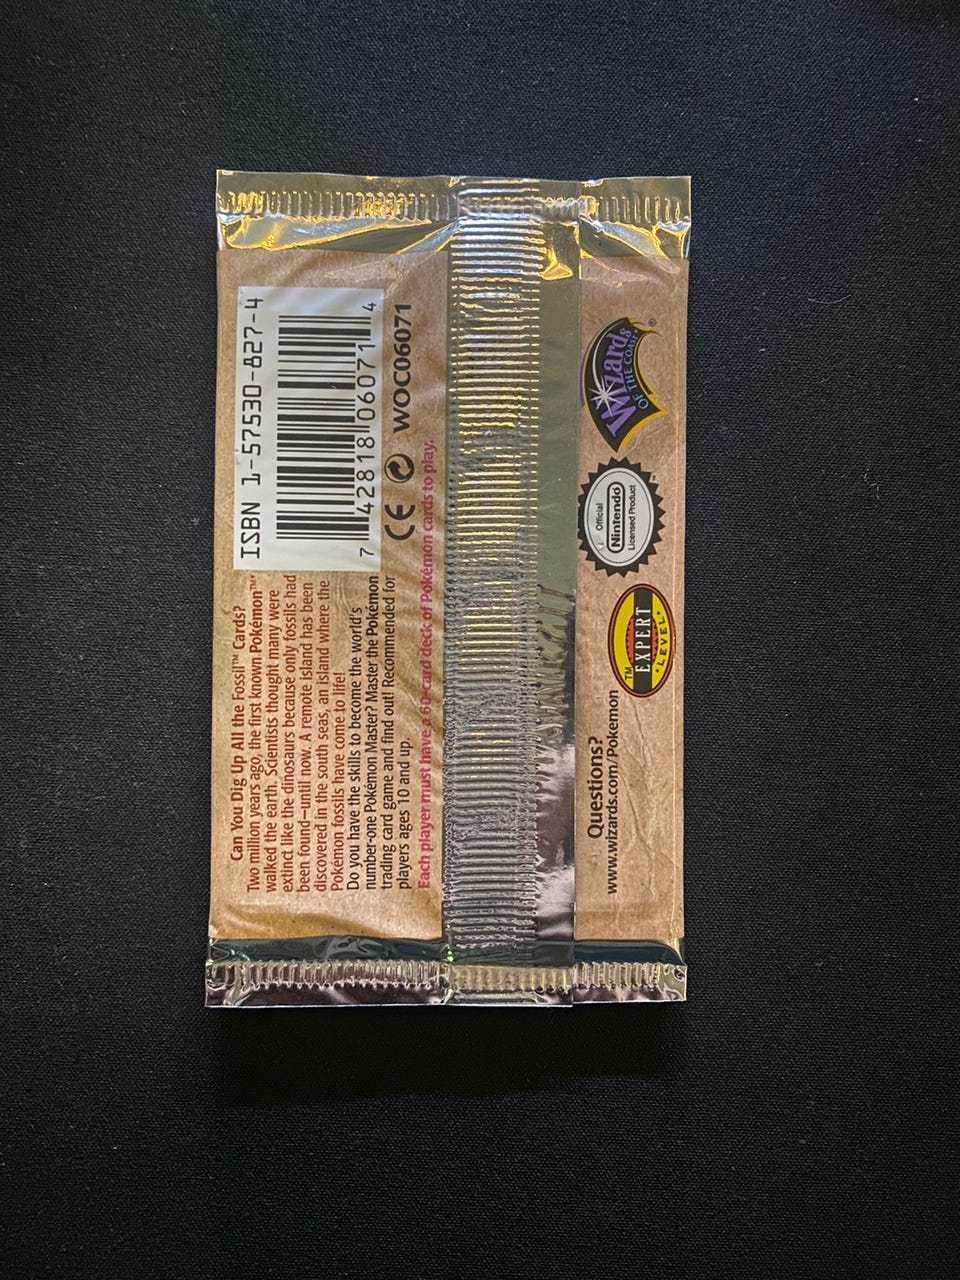 Can You Dig Up All the Fossil™ Cards?
Two million years ago, the first known Pokémon™
walked the earth. Scientists thought many were
extinct like the dinosaurs because only fossils had
been found—until now. A remote island has been
discovered in the south seas, an island where the
Pokémon fossils have come to life!
Do you have the skills to become the world's
number-one Pokémon Master? Master the Pokémon
trading card game and find out! Recommended for
players ages 10 and up.
Each player must have a 60-card deck of Pokémon cards to play.
ISBN 1-57530-827-4
7 42818 06071 4
CE WOC06071
Questions?
www.wizards.com/Pokemon
TM
EXPERT
LEVEL
Official
Nintendo
Licensed Product
Wizards
OF THE COAST
®